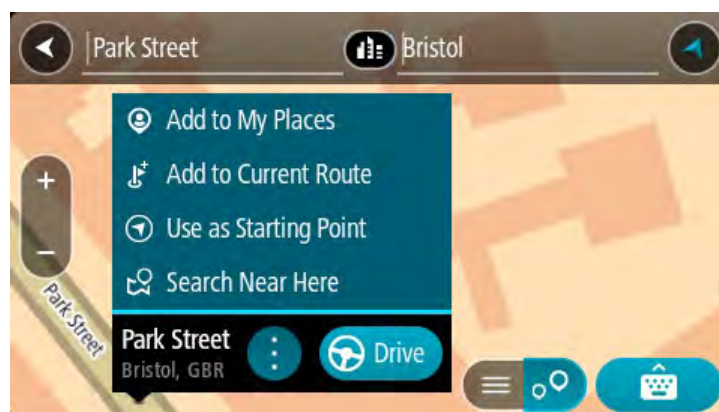 Park Street
Bristol
Add to My Places
Add to Current Route
Use as Starting Point
Search Near Here
Park Street
Park Street
Bristol, GBR
Drive